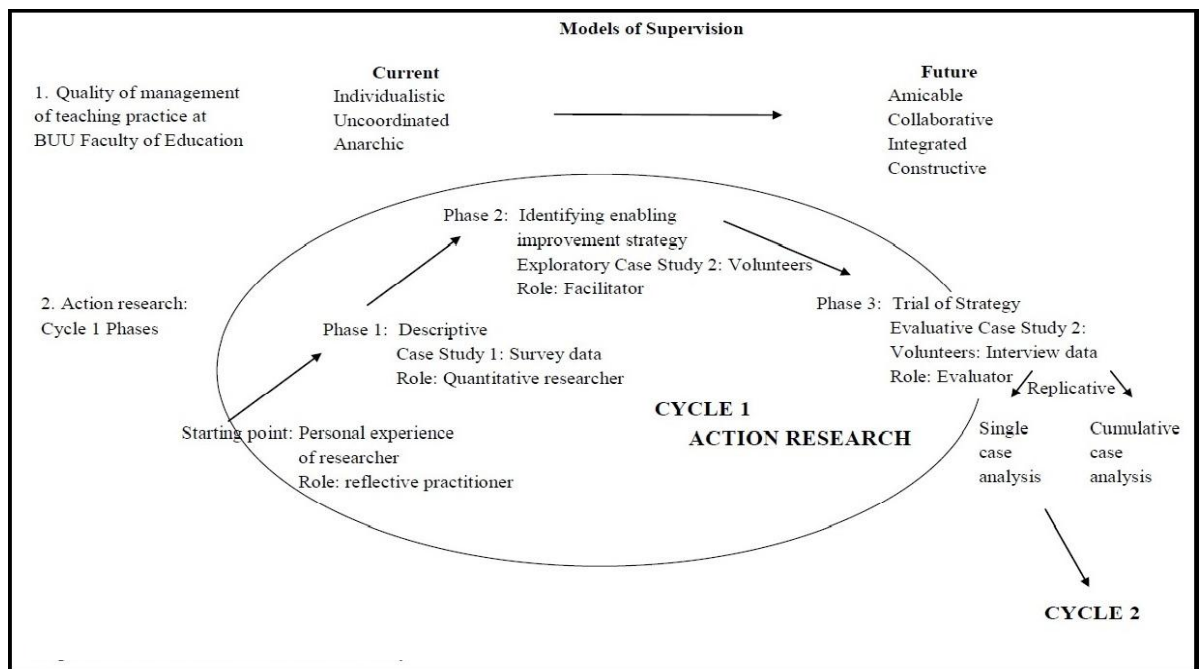 Models of Supervision
1. Quality of management
of teaching practice at
BUU Faculty of Education
Current
Individualistic
Uncoordinated
Anarchic
Future
Amicable
Collaborative
Integrated
Constructive
2. Action research:
Cycle 1 Phases
Starting point: Personal experience
of researcher
Role: reflective practitioner
Phase 1: Descriptive
Case Study 1: Survey data
Role: Quantitative researcher
Phase 2: Identifying enabling
improvement strategy
Exploratory Case Study 2: Volunteers
Role: Facilitator
Phase 3: Trial of Strategy
Evaluative Case Study 2:
Volunteers: Interview data
Role: Evaluator
Replicative
Single
case
analysis
Cumulative
case
analysis
CYCLE 1
ACTION RESEARCH
CYCLE 2